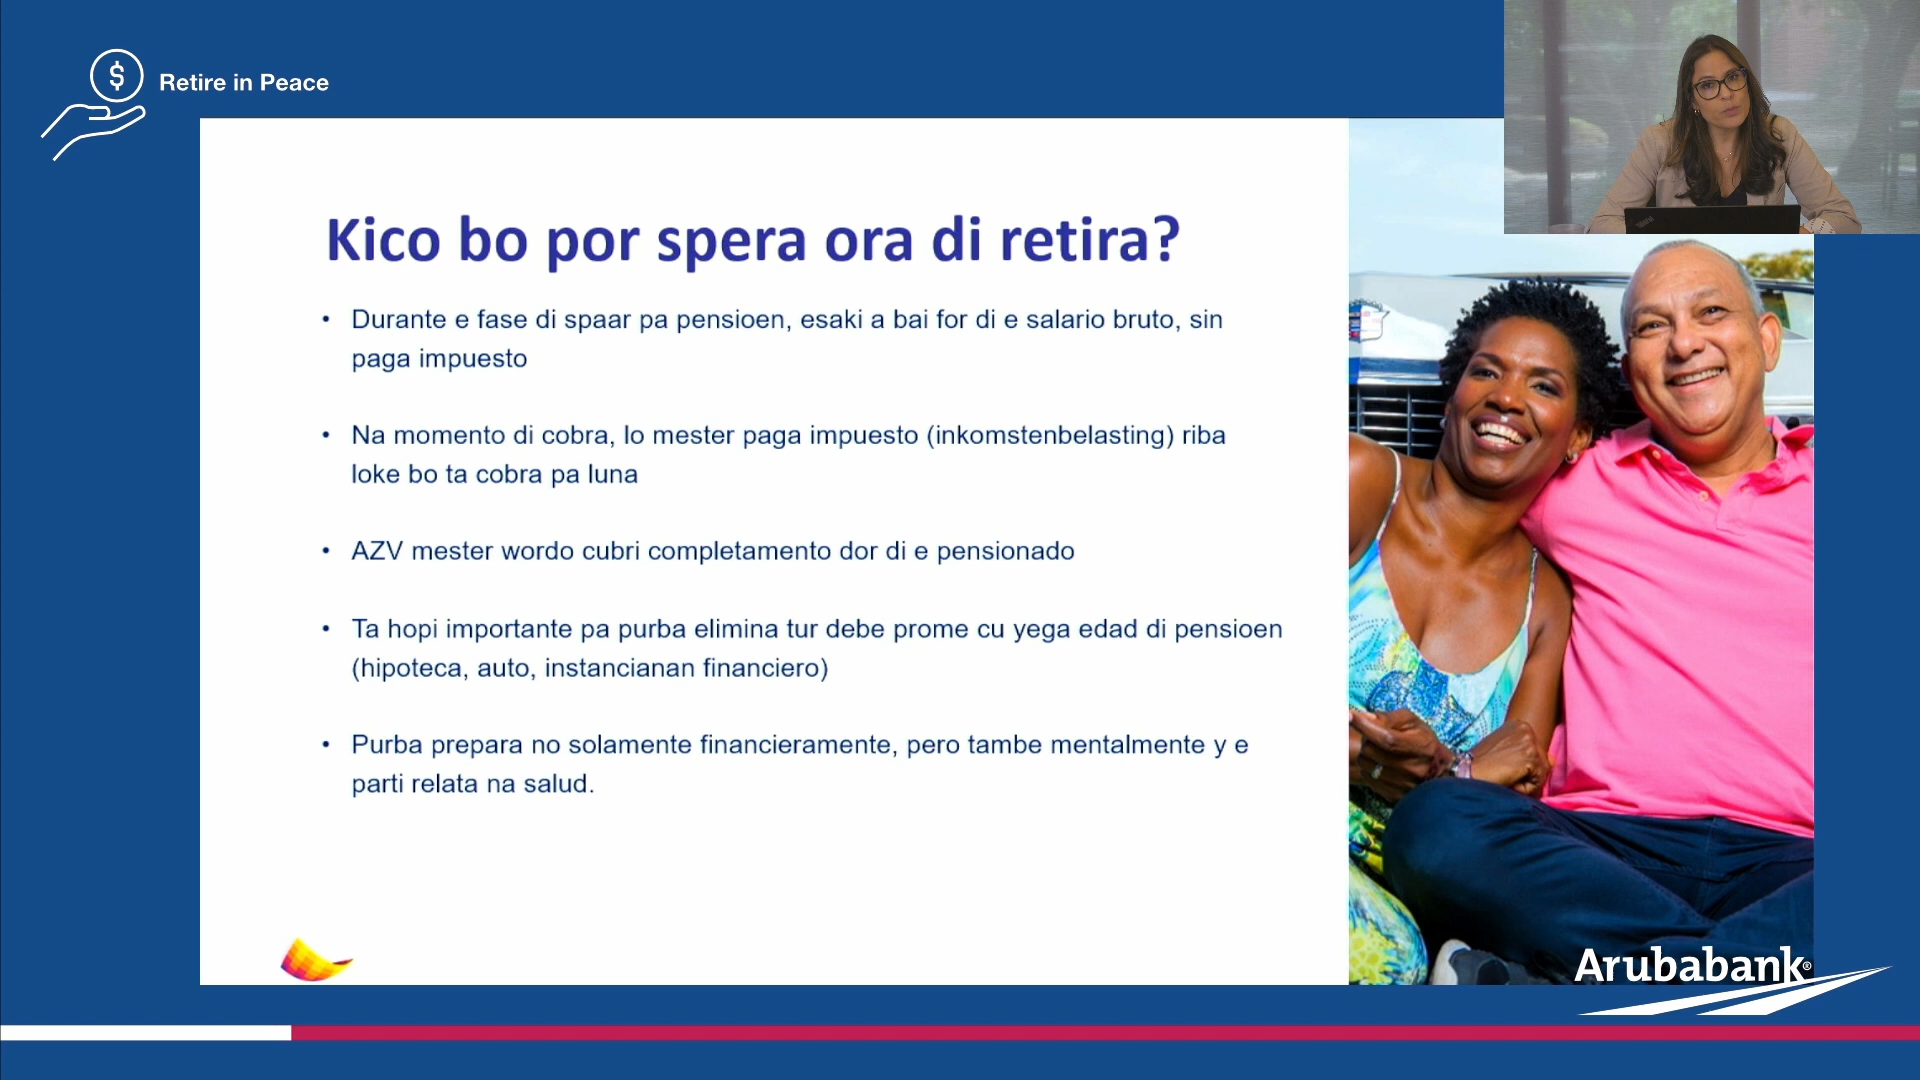 $ Retire in Peace
Kico bo por spera ora di retira?
• Durante e fase di spaar pa pensioen, esaki a bai for di e salario bruto, sin
paga impuesto
• Na momento di cobra, lo mester paga impuesto (inkomstenbelasting) riba
loke bo ta cobra pa luna
• AZV mester wordo cubri completamento dor di e pensionado
• Ta hopi importante pa purba elimina tur debe prome cu yega edad di pensioen
(hipoteca, auto, instancianan financiero)
• Purba prepara no solamente financieramente, pero tambe mentalmente y e
parti relata na salud.
Arubabank®